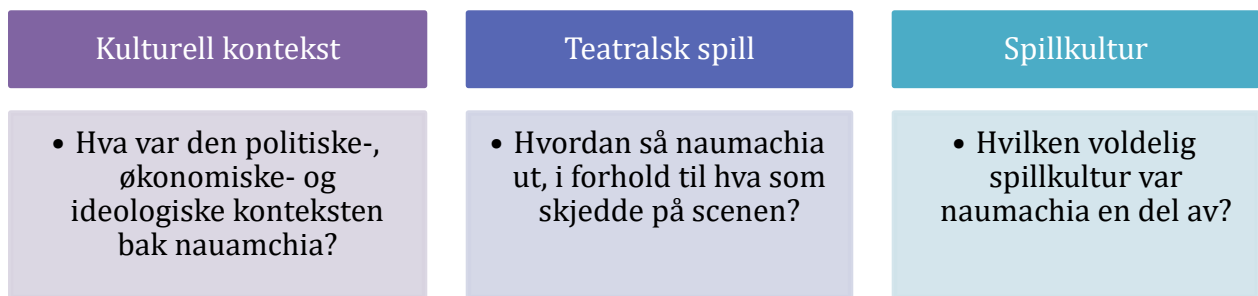 Kulturell kontekst
• Hva var den politiske-,
økonomiske- og
ideologiske konteksten
bak nauamchia?
Teatralsk spill
• Hvordan så naumachia
ut, i forhold til hva som
skjedde på scenen?
Spillkultur
• Hvilken voldelig
spillkultur var
naumachia en del av?